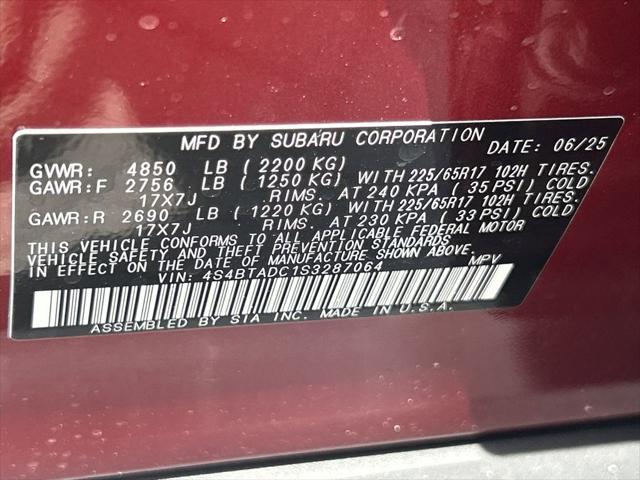 MFD BY SUBARU CORPORATION DATE: 06/25
GVWR: 4850 LB (2200 KG)
GAWR:F 2756 LB (1250 KG) WITH 225/65R17 102H TIRES.
17X7J RIMS. AT 240 KPA (35 PSI) COLD
GAWR:R 2690 LB (1220 KG) WITH 225/65R17 102H TIRES.
17X7J RIMS. AT 230 KPA (33 PSI) COLD
THIS VEHICLE CONFORMS TO ALL APPLICABLE FEDERAL MOTOR
VEHICLE SAFETY AND THEFT PREVENTION STANDARDS
IN EFFECT ON THE DATE OF MANUFACTURE SHOWN ABOVE.
VIN: 4S4BTADC1S3287064 MPV
ASSEMBLED BY SIA INC. MADE IN U.S.A.